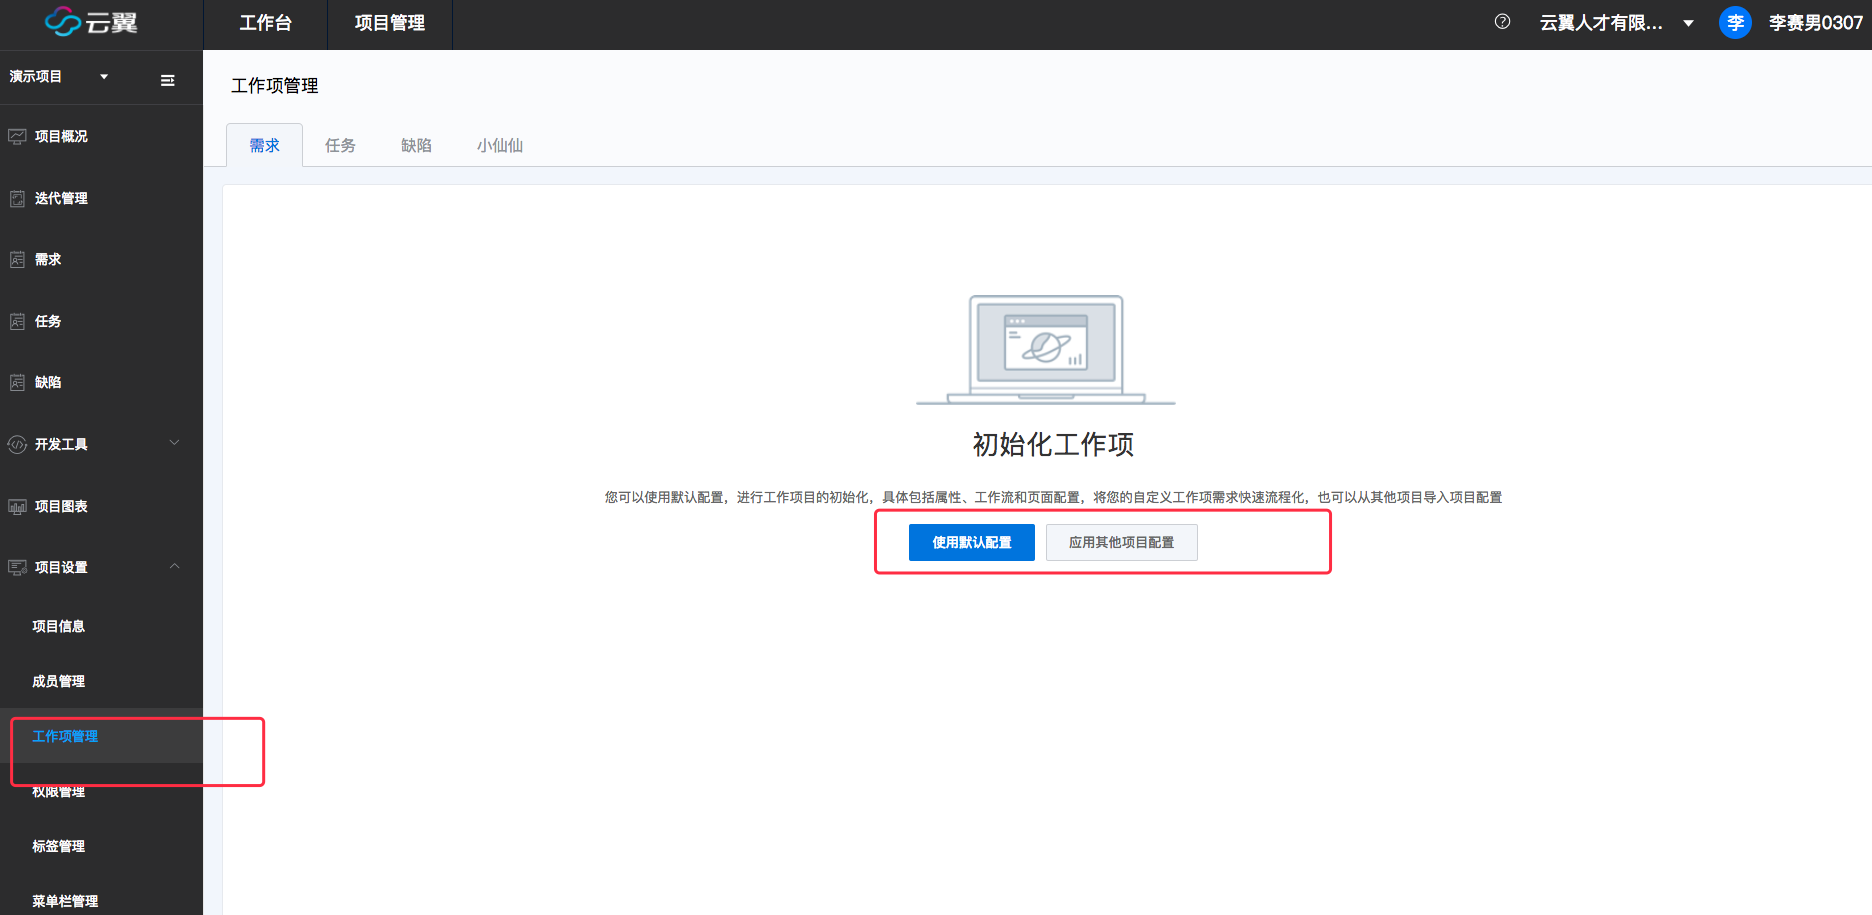 云翼
工作台
项目管理
云翼人才有限...
李
李赛男0307
演示项目
项目概况
迭代管理
需求
任务
缺陷
开发工具
项目图表
项目设置
项目信息
成员管理
工作项管理
权限管理
标签管理
菜单栏管理
工作项管理
需求
任务
缺陷
小仙仙
初始化工作项
您可以使用默认配置，进行工作项目的初始化，具体包括属性、工作流和页面配置，将您的自定义工作项需求快速流程化，也可以从其他项目导入项目配置
使用默认配置
应用其他项目配置